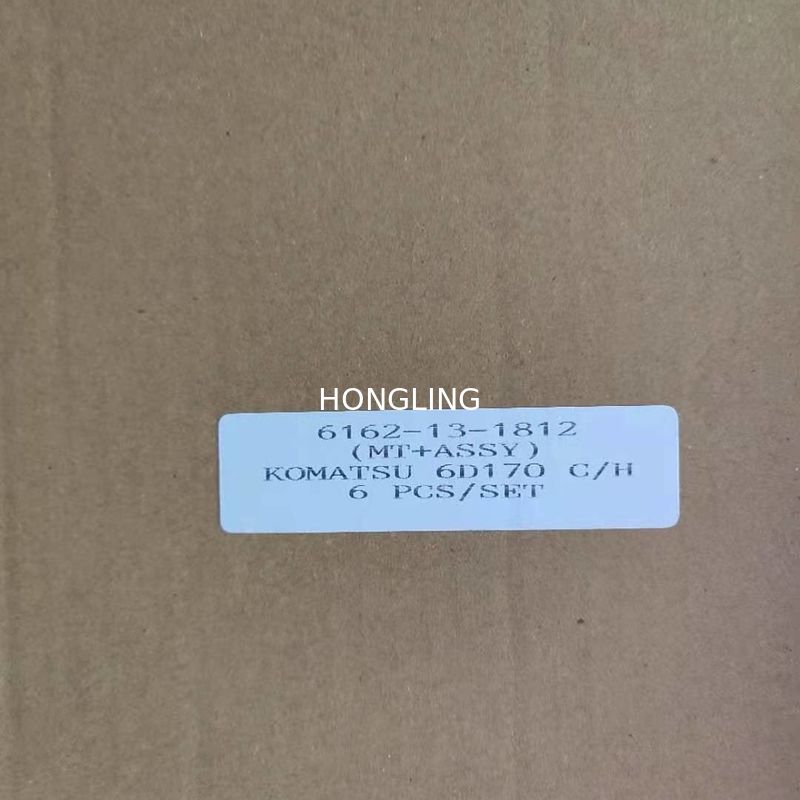 HONGLING
6162-13-1812
(MT+ASSY)
KOMATSU 6D170 C/H
6 PCS/SET